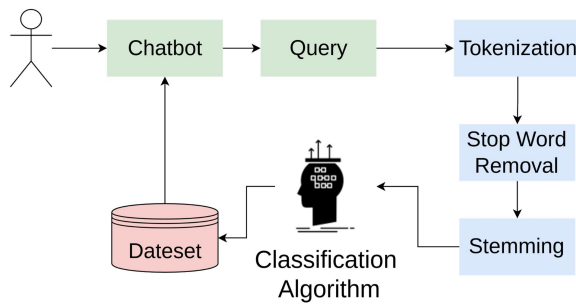 Chatbot
Query
Tokenization
Stop Word
Removal
Stemming
Classification
Algorithm
Dateset